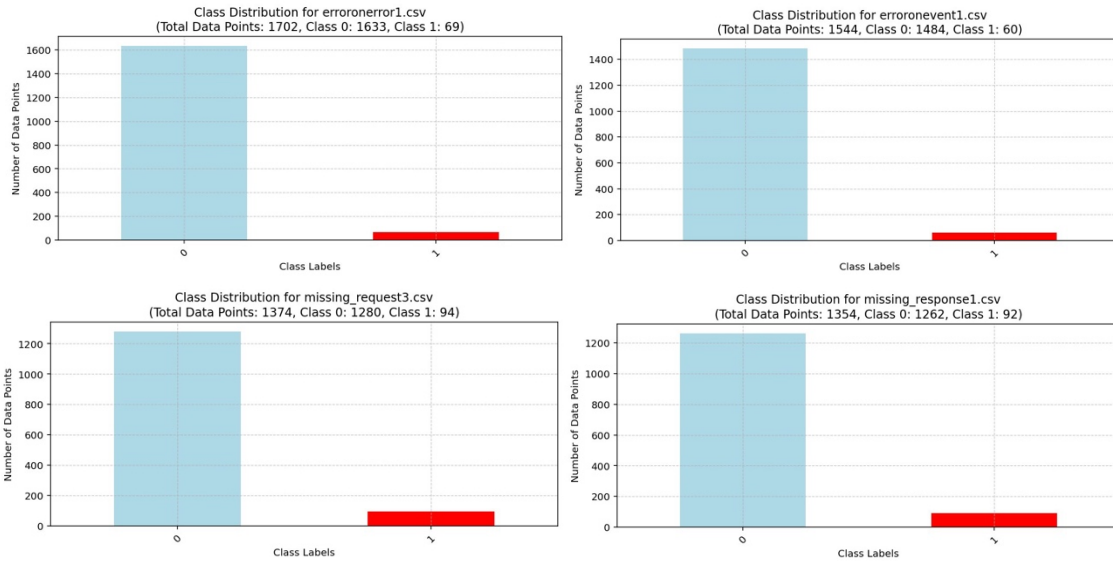 Class Distribution for erroronerror1.csv
(Total Data Points: 1702, Class 0: 1633, Class 1: 69)
1600
1400
1200
1000
800
600
400
200
0
Number of Data Points
0
1
Class Labels
Class Distribution for erroronevent1.csv
(Total Data Points: 1544, Class 0: 1484, Class 1: 60)
1400
1200
1000
800
600
400
200
0
Number of Data Points
0
1
Class Labels
Class Distribution for missing_request3.csv
(Total Data Points: 1374, Class 0: 1280, Class 1: 94)
1200
1000
800
600
400
200
0
Number of Data Points
0
1
Class Labels
Class Distribution for missing_response1.csv
(Total Data Points: 1354, Class 0: 1262, Class 1: 92)
1200
1000
800
600
400
200
0
Number of Data Points
0
1
Class Labels